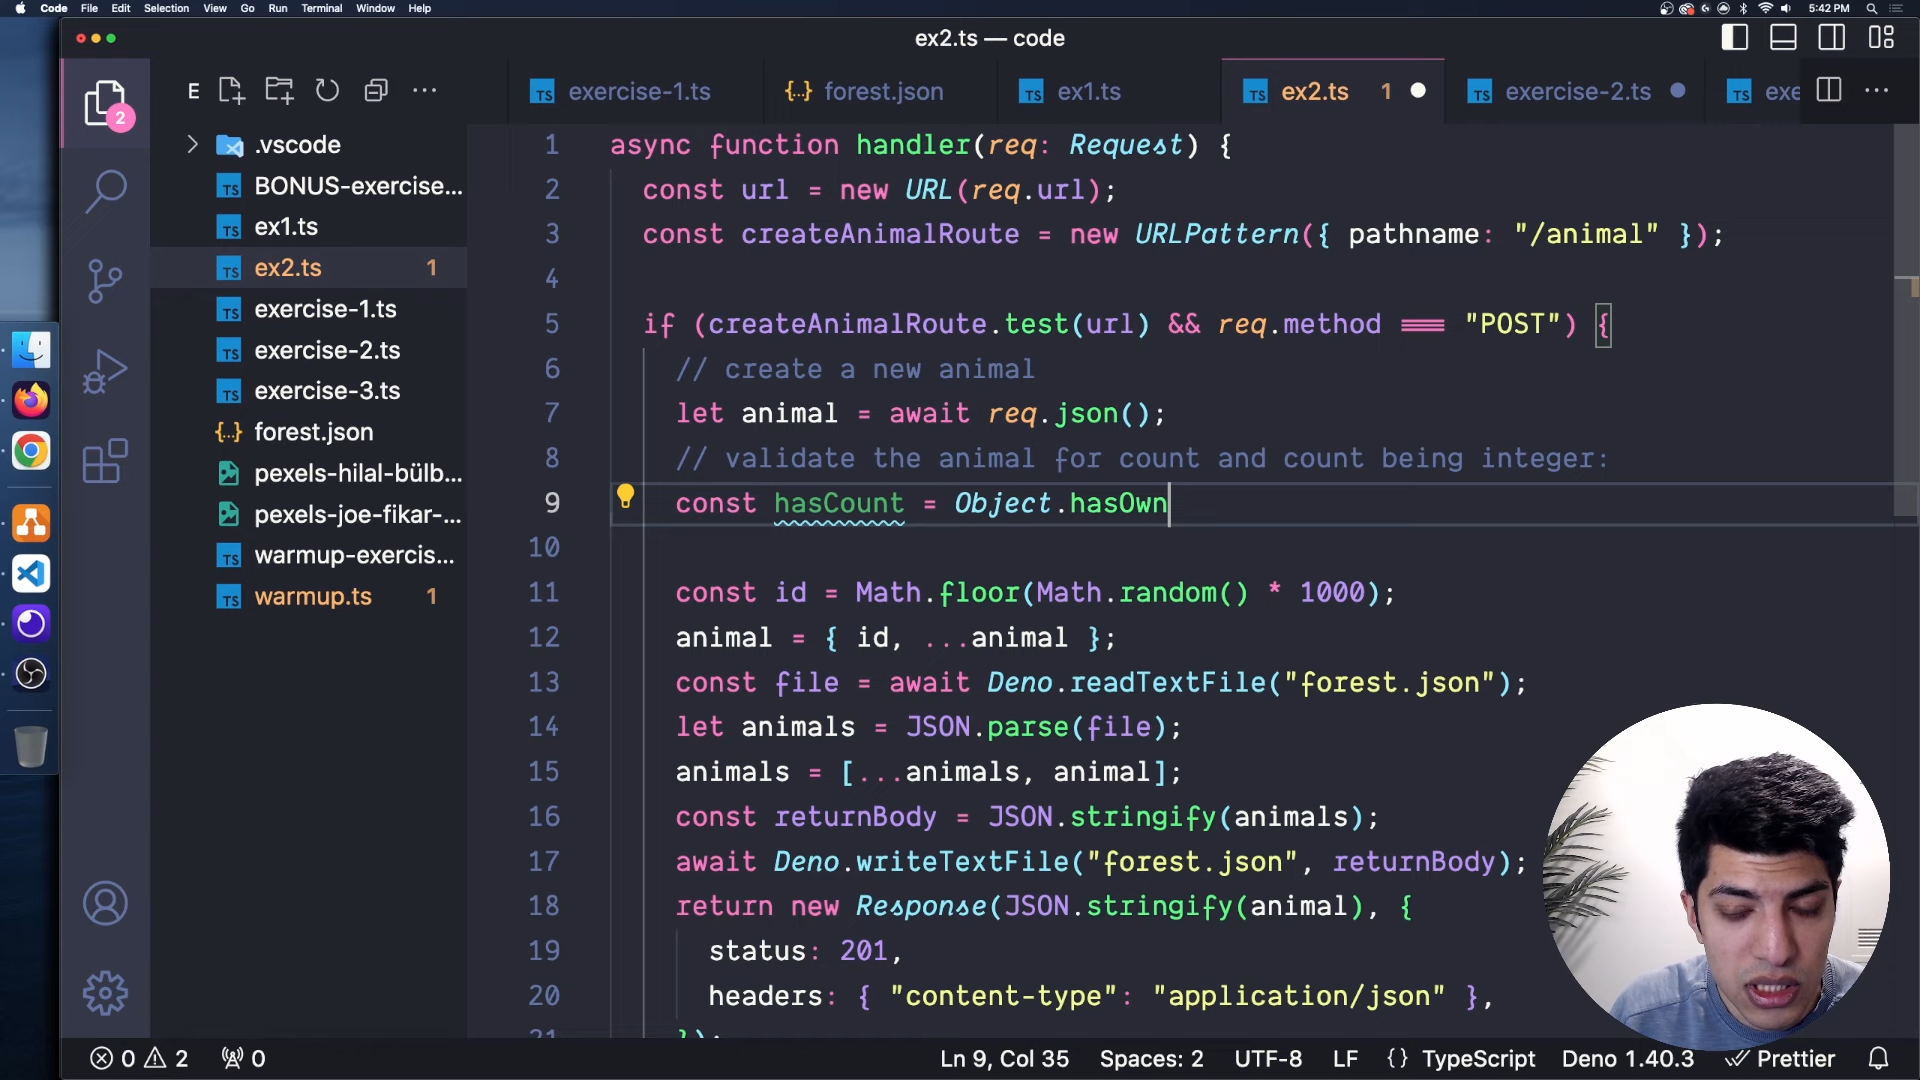 Code File Edit Selection View Go Run Terminal Window Help 5:42 PM
ex2.ts — code
E
exercise-1.ts
forest.json
ex1.ts
ex2.ts 1
exercise-2.ts
exe
2
.vscode
BONUS-exercise...
ex1.ts
ex2.ts 1
exercise-1.ts
exercise-2.ts
exercise-3.ts
forest.json
pexels-hilal-bülb...
pexels-joe-fikar-...
warmup-exercis...
warmup.ts 1
1 async function handler(req: Request) {
2 const url = new URL(req.url);
3 const createAnimalRoute = new URLPattern({ pathname: "/animal" });
4
5 if (createAnimalRoute.test(url) && req.method === "POST") {
6 // create a new animal
7 let animal = await req.json();
8 // validate the animal for count and count being integer:
9 const hasCount = Object.hasOwn
10
11 const id = Math.floor(Math.random() * 1000);
12 animal = { id, ...animal };
13 const file = await Deno.readTextFile("forest.json");
14 let animals = JSON.parse(file);
15 animals = [...animals, animal];
16 const returnBody = JSON.stringify(animals);
17 await Deno.writeTextFile("forest.json", returnBody);
18 return new Response(JSON.stringify(animal), {
19 status: 201,
20 headers: { "content-type": "application/json" },
21 });
0 2 0 Ln 9, Col 35 Spaces: 2 UTF-8 LF {} TypeScript Deno 1.40.3 Prettier